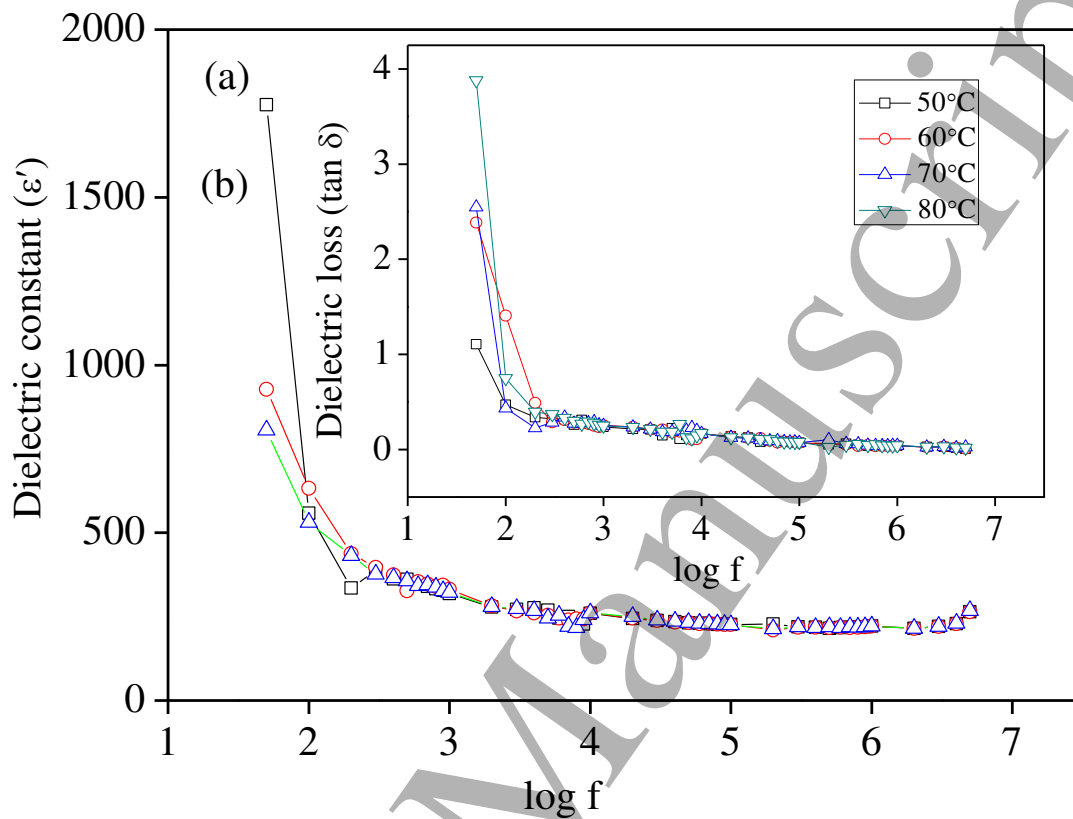 (a)
(b)
Dielectric constant (ε′)
2000
1500
1000
500
0
1 2 3 4 5 6 7
log f
Dielectric loss (tan δ)
4
3
2
1
0
1 2 3 4 5 6 7
log f
50°C
60°C
70°C
80°C
Manuscrip